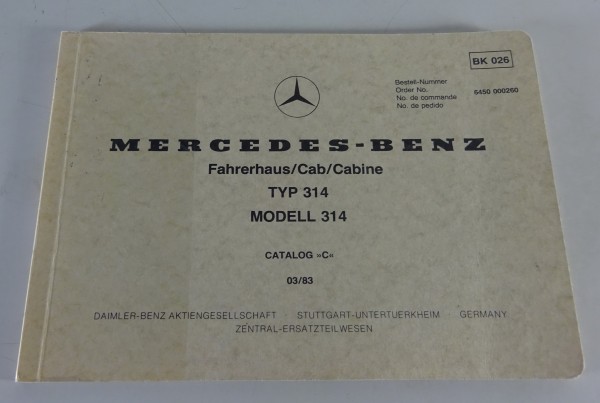 BK 026
Bestell-Nummer
Order No.
No. de commande
No. de pedido
6450 000260
MERCEDES-BENZ
Fahrerhaus/Cab/Cabine
TYP 314
MODELL 314
CATALOG »C«
03/83
DAIMLER-BENZ AKTIENGESELLSCHAFT STUTTGART-UNTERTUERKHEIM GERMANY
ZENTRAL-ERSATZTEILWESEN